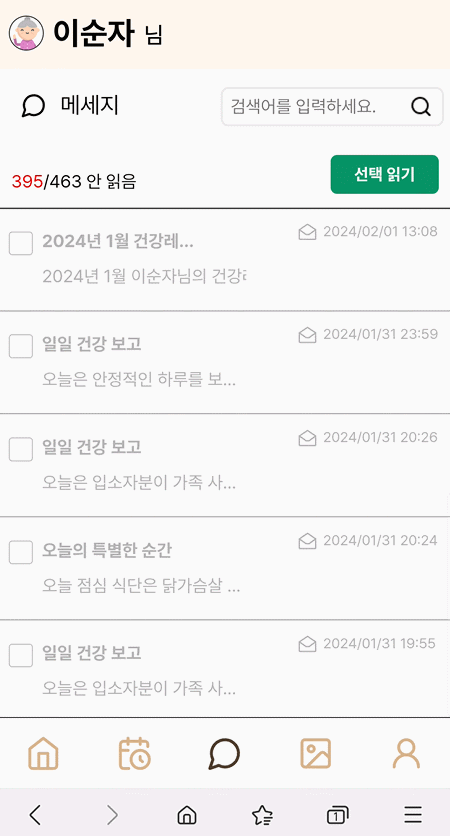 이순자 님
메세지
검색어를 입력하세요.
395/463 안 읽음
선택 읽기
2024년 1월 건강레...
2024/02/01 13:08
2024년 1월 이순자님의 건강
일일 건강 보고
2024/01/31 23:59
오늘은 안정적인 하루를 보...
일일 건강 보고
2024/01/31 20:26
오늘은 입소자분이 가족 사...
오늘의 특별한 순간
2024/01/31 20:24
오늘 점심 식단은 닭가슴살 ...
일일 건강 보고
2024/01/31 19:55
오늘은 입소자분이 가족 사...
1